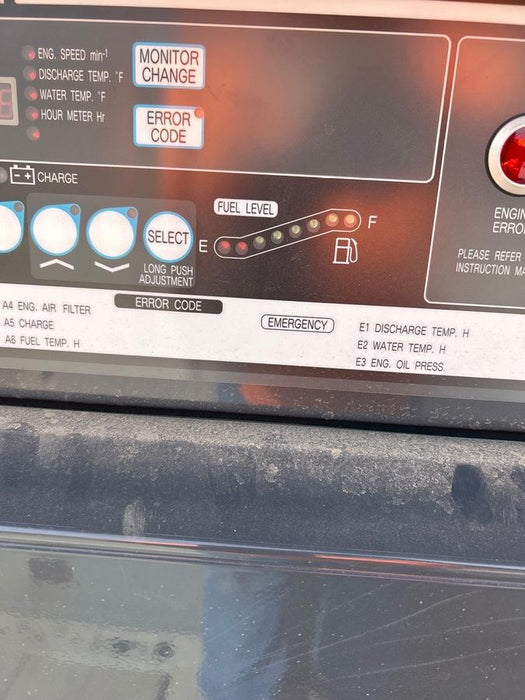 ENG. SPEED min-¹
DISCHARGE TEMP. °F
WATER TEMP. °F
HOUR METER Hr
MONITOR
CHANGE
ERROR
CODE
- + CHARGE
SELECT
LONG PUSH
ADJUSTMENT
FUEL LEVEL
E
F
ENGIN
ERRO
PLEASE REFER
INSTRUCTION MA
ERROR CODE
A4 ENG. AIR FILTER
A5 CHARGE
A6 FUEL TEMP. H
EMERGENCY
E1 DISCHARGE TEMP. H
E2 WATER TEMP. H
E3 ENG. OIL PRESS.